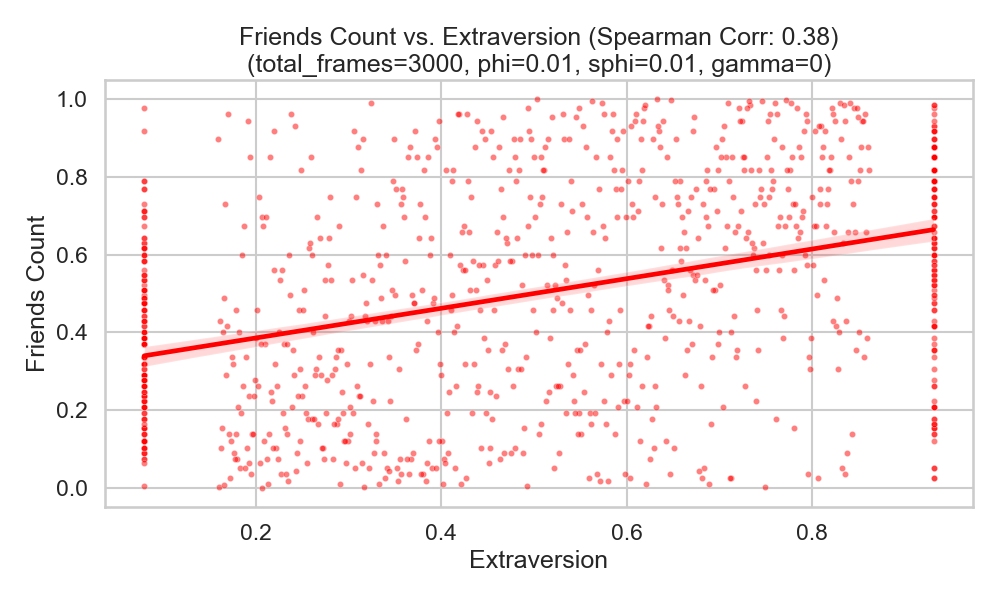 Friends Count vs. Extraversion (Spearman Corr: 0.38)
(total_frames=3000, phi=0.01, sphi=0.01, gamma=0)
Friends Count
1.0
0.8
0.6
0.4
0.2
0.0
0.2
0.4
0.6
0.8
Extraversion